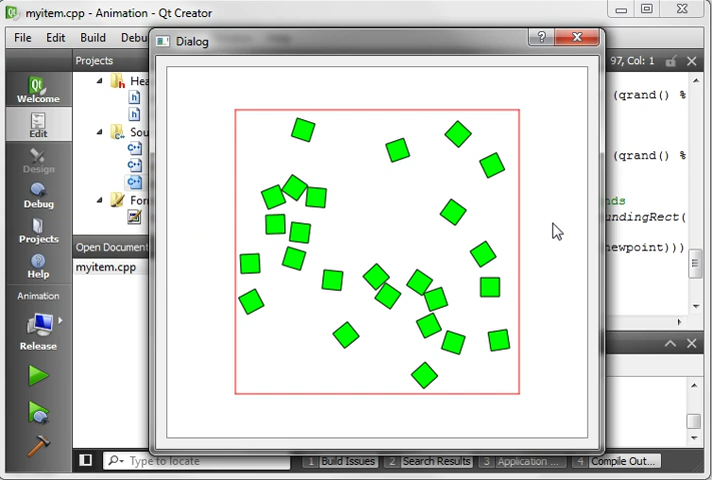 myitem.cpp - Animation - Qt Creator
File Edit Build Debu
Dialog
?
Projects
97, Col: 1
Qt
Welcome
Edit
Design
Debug
Projects
Help
Animation
Release
Hea
h
h
Sou
C++
C++
C++
For
Open Document
myitem.cpp
(qrand() %
(qrand() %
nds
undingRect(
newpoint)))
Type to locate
1 Build Issues 2 Search Results 3 Application ... 4 Compile Out...